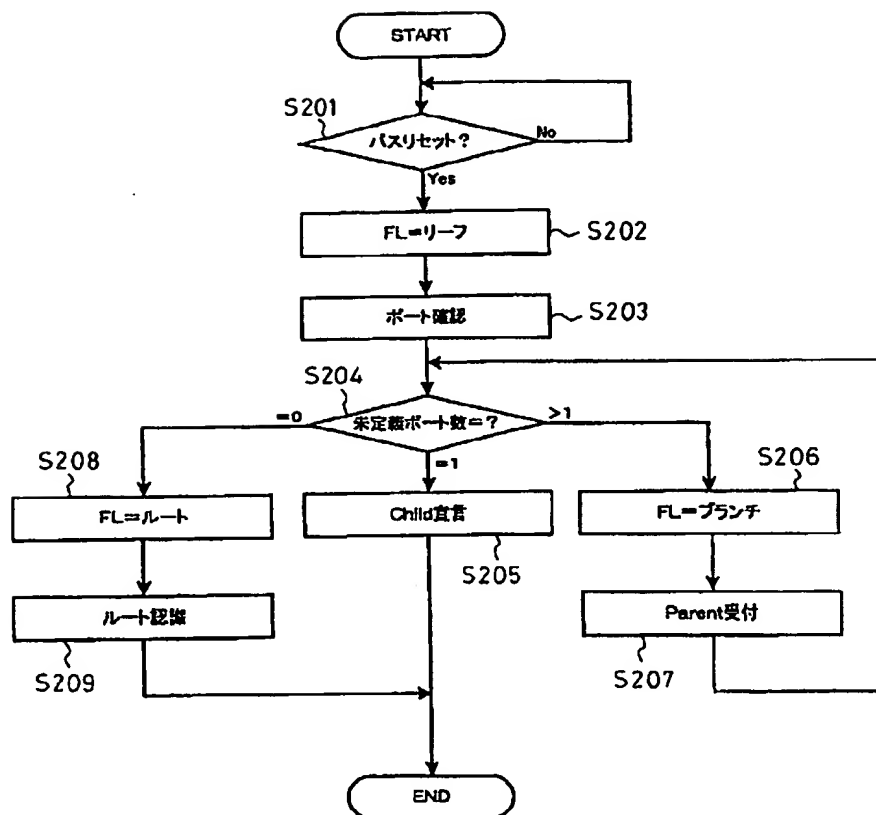 START
S201
バスリセット?
No
Yes
FL=リーフ
S202
ポート確認
S203
S204
未定義ポート数=?
=0
>1
=1
S208
FL=ルート
Child宣言
S205
S206
FL=ブランチ
ルート認識
S209
Parent受付
S207
END